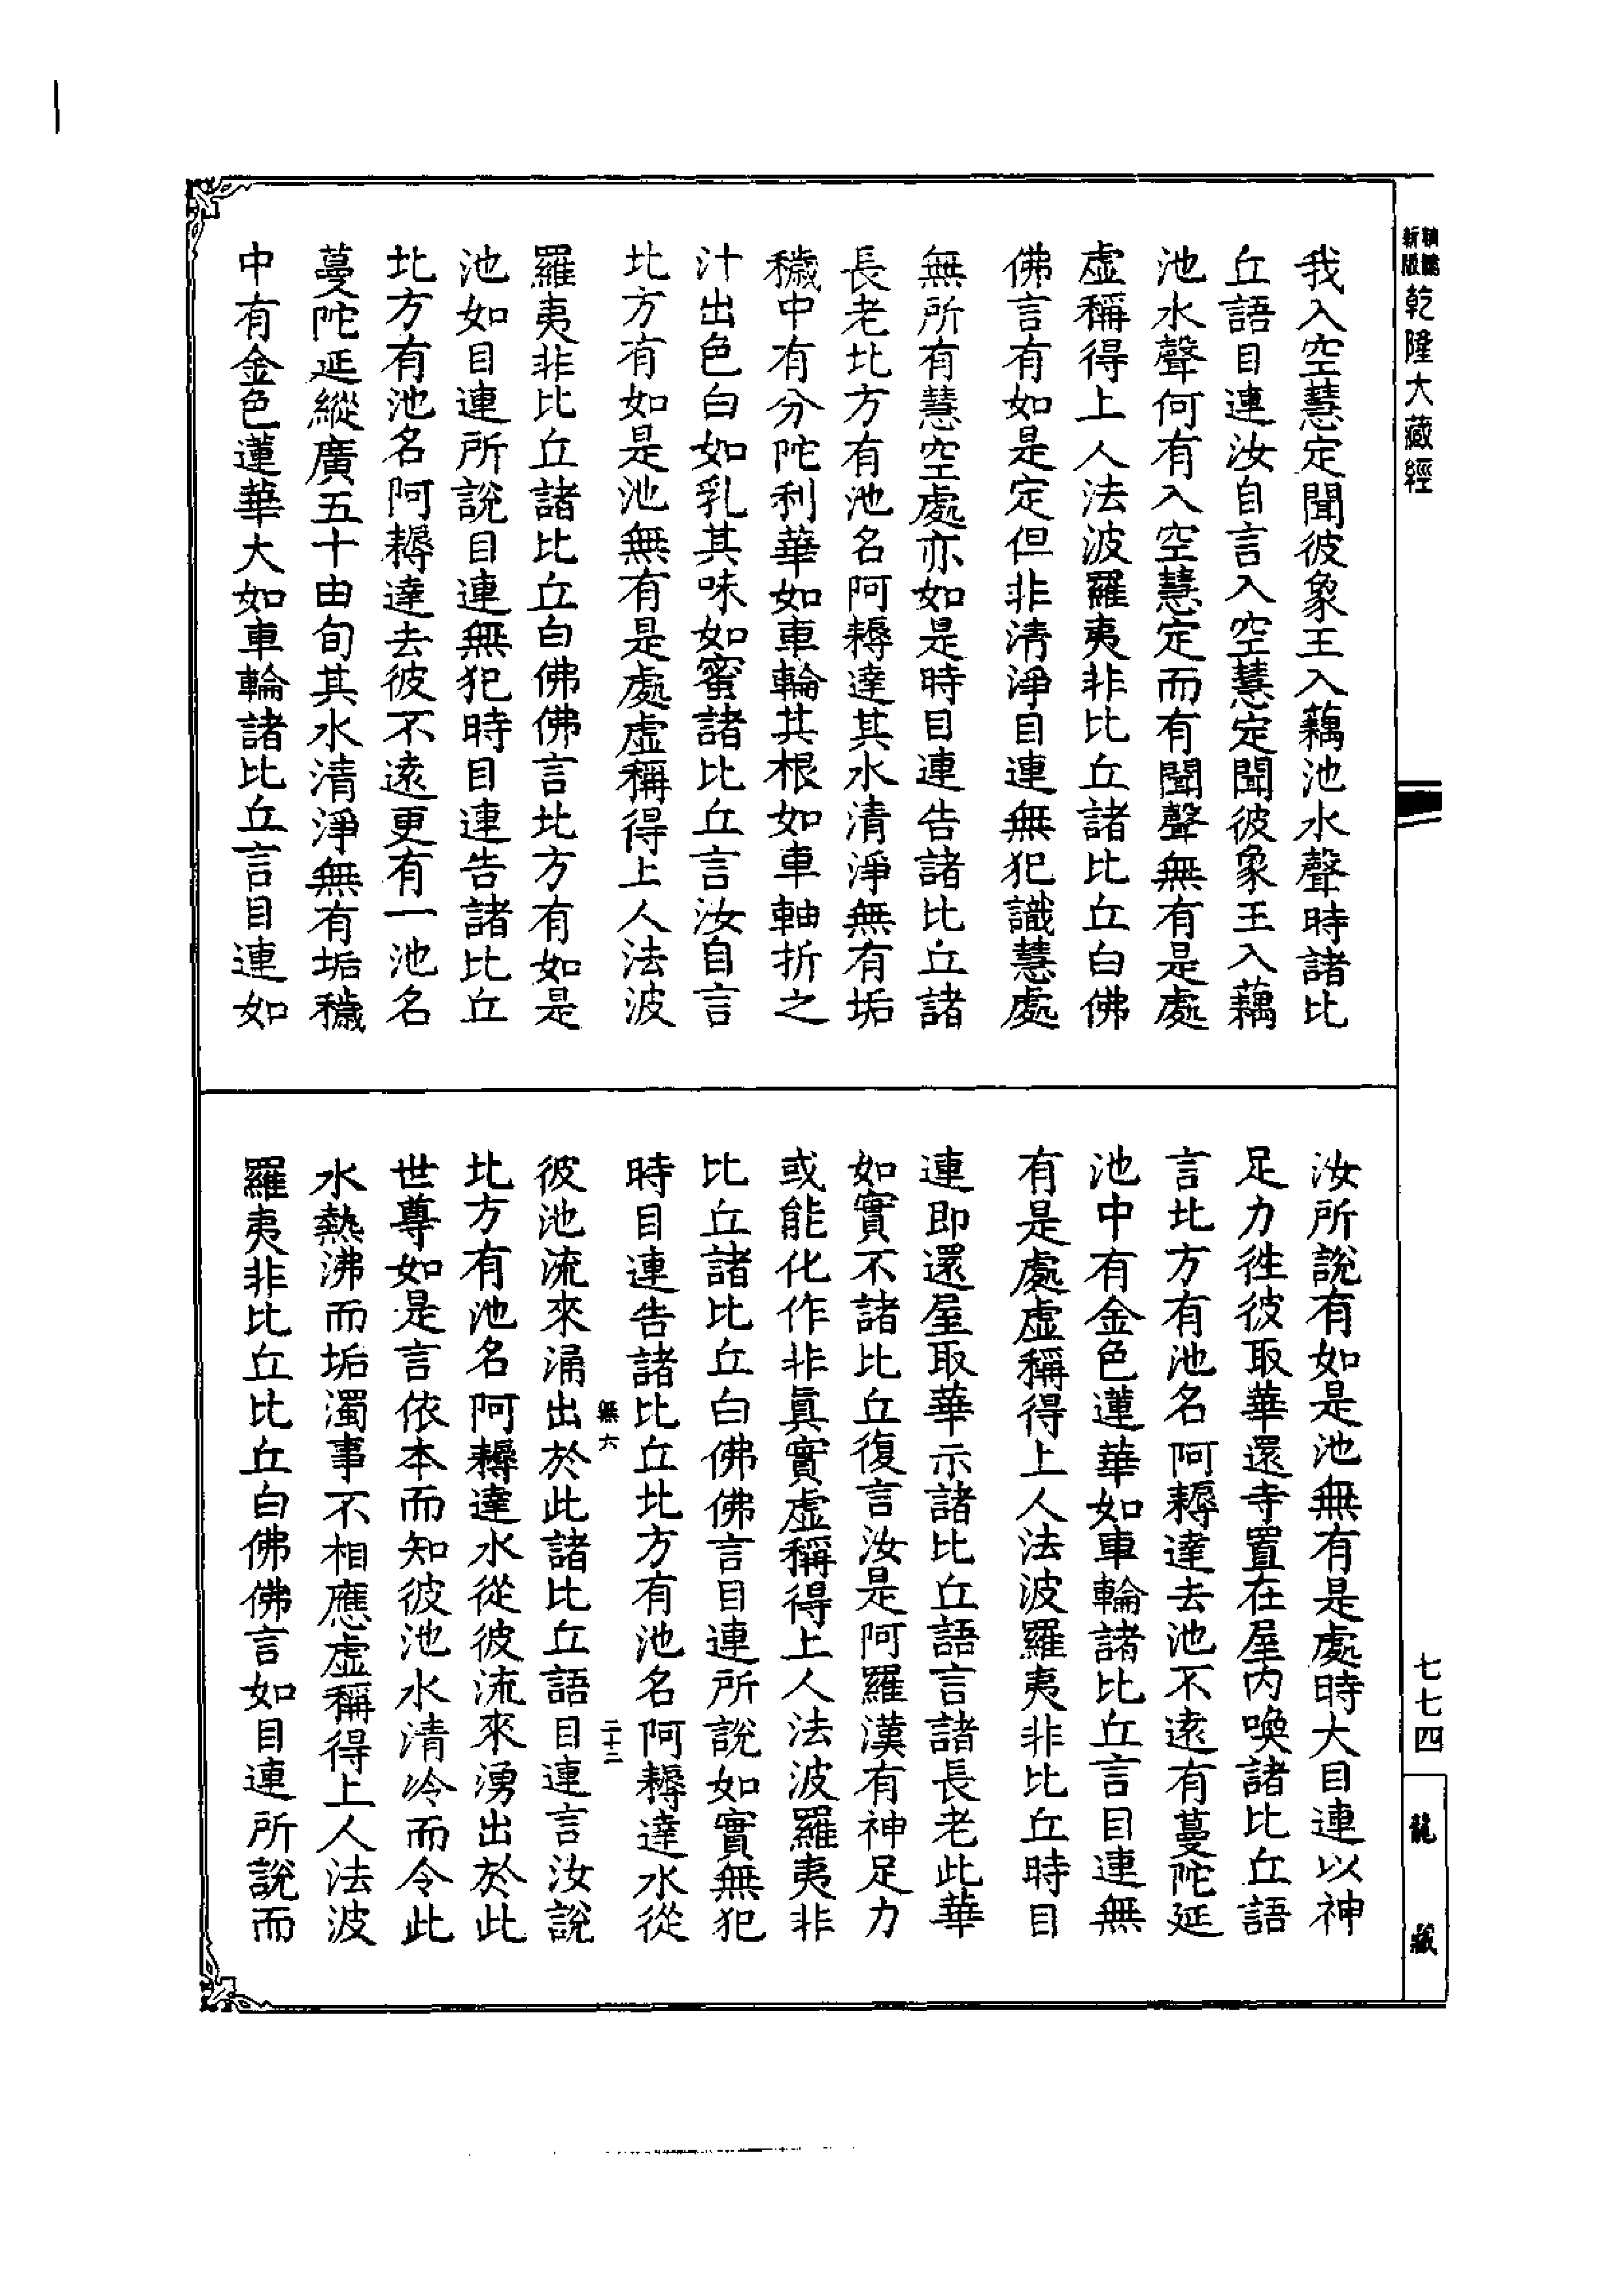 新版
乾隆大藏經
我入空慧定聞彼象王入藕池水聲時諸比
丘語目連汝自言入空慧定聞彼象王入藕
池水聲何有入空慧定而有聞聲無有是處
虛稱得上人法波羅夷非比丘諸比丘白佛
佛言有如是定但非清淨目連無犯識慧處
無所有慧空處亦如是時目連告諸比丘諸
長老北方有池名阿耨達其水清淨無有垢
穢中有分陀利華如車輪其根如車軸折之
汁出色白如乳其味如蜜諸比丘言汝自言
北方有如是池無有是處虛稱得上人法波
羅夷非比丘諸比丘白佛佛言北方有如是
池如目連所說目連無犯時目連告諸比丘
北方有池名阿耨達去彼不遠更有一池名
蔓陀延縱廣五十由旬其水清淨無有垢穢
中有金色蓮華大如車輪諸比丘言目連如
汝所說有如是池無有是處時大目連以神
足力徃彼取華還寺置在屋內喚諸比丘語
言北方有池名阿耨達去池不遠有蔓陀延
池中有金色蓮華如車輪諸比丘言目連無
有是處虛稱得上人法波羅夷非比丘時目
連即還屋取華示諸比丘語言諸長老此華
如實不諸比丘復言汝是阿羅漢有神足力
或能化作非眞實虛稱得上人法波羅夷非
比丘諸比丘白佛佛言目連所說如實無犯
時目連告諸比丘北方有池名阿耨達水從
無六
二十二
彼池流來涌出於此諸比丘語目連言汝說
北方有池名阿耨達水從彼流來湧出於此
世尊如是言依本而知彼池水清冷而令此
水熱沸而垢濁事不相應虛稱得上人法波
羅夷非比丘比丘白佛佛言如目連所說而
七七四
龍藏